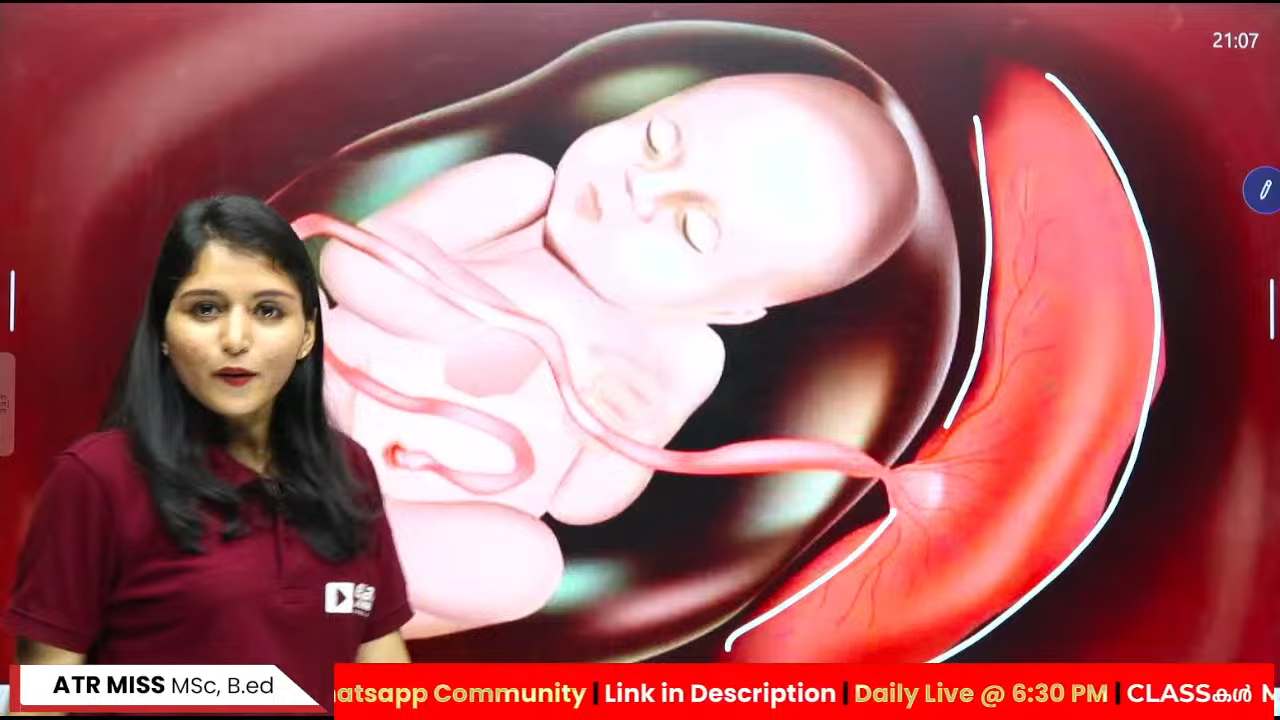 21:07
ATR MISS MSc, B.ed
atsapp Community | Link in Description | Daily Live @ 6:30 PM | CLASSകൾ